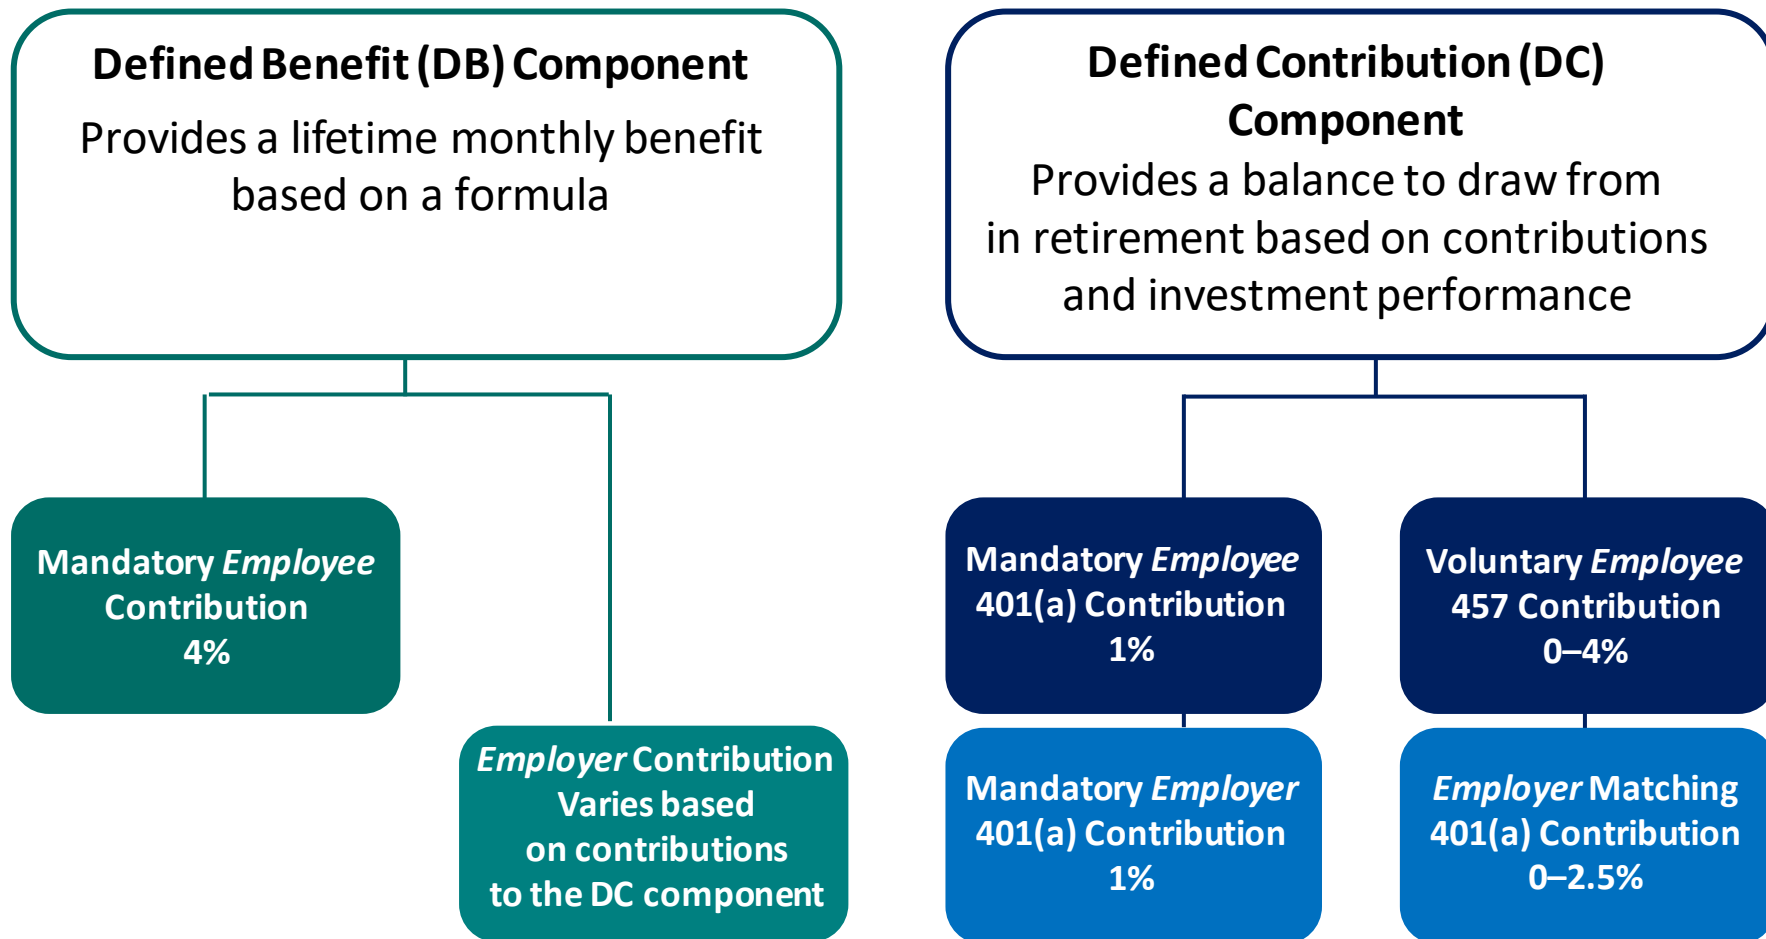 Defined Benefit (DB) Component
Provides a lifetime monthly benefit
based on a formula
Defined Contribution (DC)
Component
Provides a balance to draw from
in retirement based on contributions
and investment performance
Mandatory Employee
Contribution
4%
Employer Contribution
Varies based
on contributions
to the DC component
Mandatory Employee
401(a) Contribution
1%
Voluntary Employee
457 Contribution
0–4%
Mandatory Employer
401(a) Contribution
1%
Employer Matching
401(a) Contribution
0–2.5%